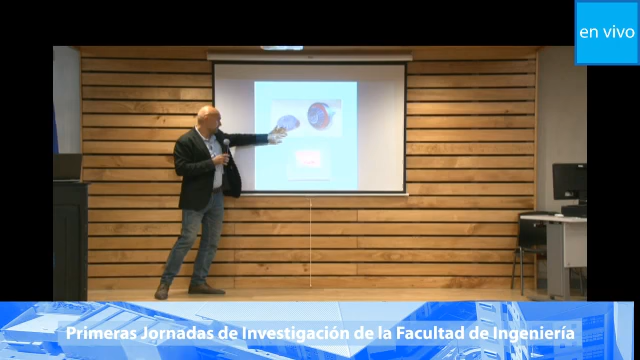 en vivo
Primeras Jornadas de Investigación de la Facultad de Ingeniería